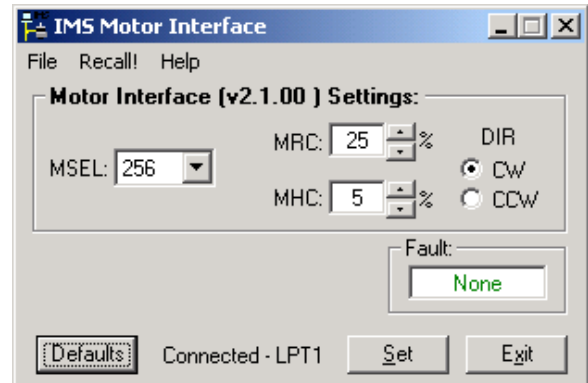 IMS Motor Interface
File Recall! Help
Motor Interface (v2.1.00 ) Settings:
MSEL: 256
MRC: 25 %
MHC: 5 %
DIR
CW
CCW
Fault:
None
Defaults Connected - LPT1 Set Exit